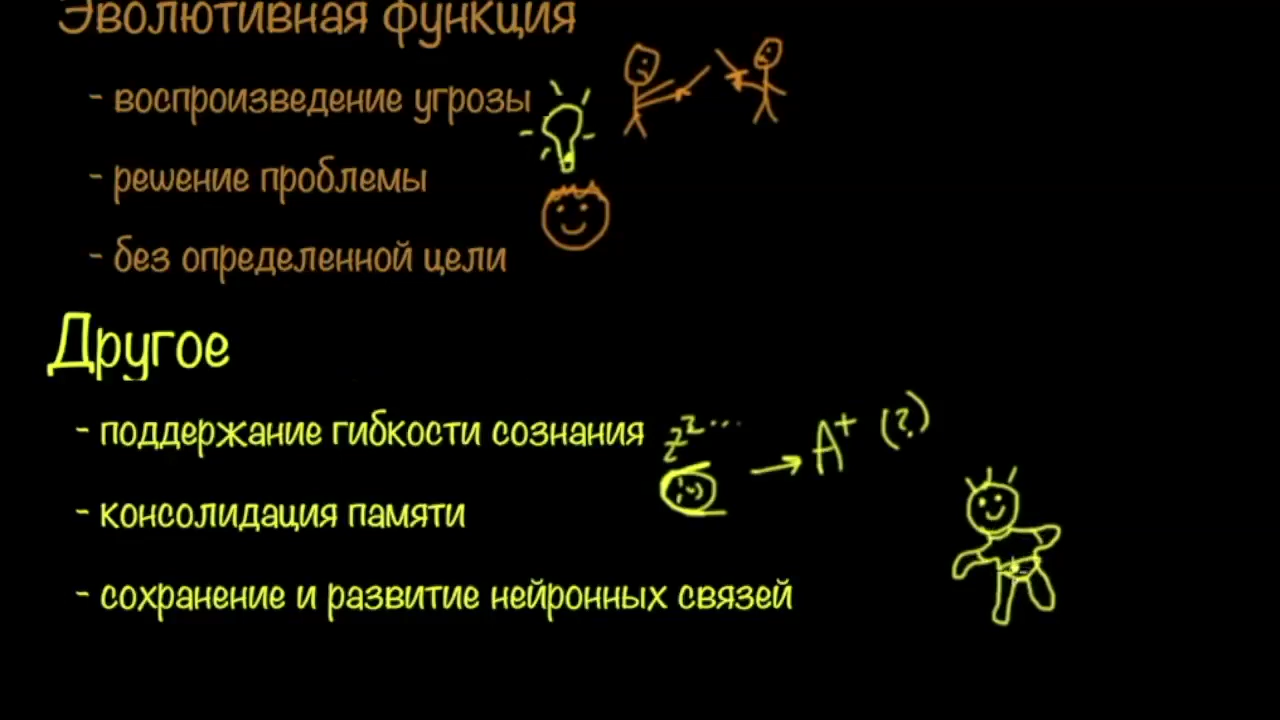 Эволютивная функция
- воспроизведение угрозы
- решение проблемы
- без определенной цели
Другое
- поддержание гибкости сознания
zz...
→ A+ (?)
- консолидация памяти
- сохранение и развитие нейронных связей